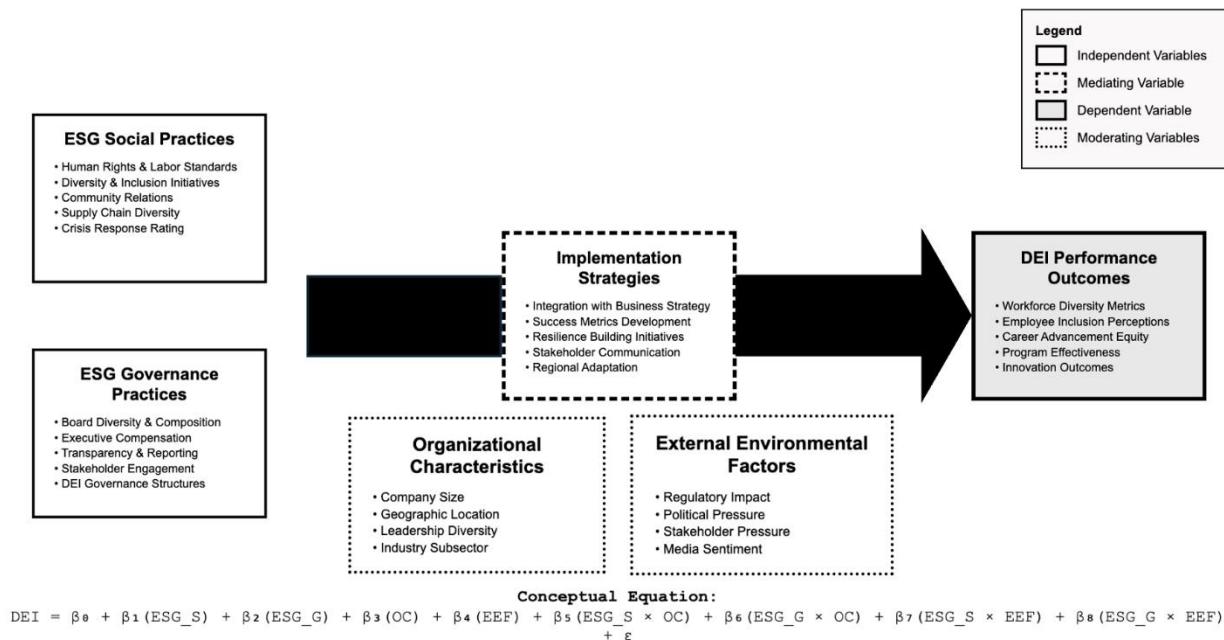 Legend
Independent Variables
Mediating Variable
Dependent Variable
Moderating Variables
ESG Social Practices
• Human Rights & Labor Standards
• Diversity & Inclusion Initiatives
• Community Relations
• Supply Chain Diversity
• Crisis Response Rating
ESG Governance
Practices
• Board Diversity & Composition
• Executive Compensation
• Transparency & Reporting
• Stakeholder Engagement
• DEI Governance Structures
Implementation
Strategies
• Integration with Business Strategy
• Success Metrics Development
• Resilience Building Initiatives
• Stakeholder Communication
• Regional Adaptation
DEI Performance
Outcomes
• Workforce Diversity Metrics
• Employee Inclusion Perceptions
• Career Advancement Equity
• Program Effectiveness
• Innovation Outcomes
Organizational
Characteristics
• Company Size
• Geographic Location
• Leadership Diversity
• Industry Subsector
External Environmental
Factors
• Regulatory Impact
• Political Pressure
• Stakeholder Pressure
• Media Sentiment
Conceptual Equation:
DEI = β₀ + β₁(ESG_S) + β₂(ESG_G) + β₃(OC) + β₄(EEF) + β₅(ESG_S × OC) + β₆(ESG_G × OC) + β₇(ESG_S × EEF) + β₈(ESG_G × EEF)
+ ε